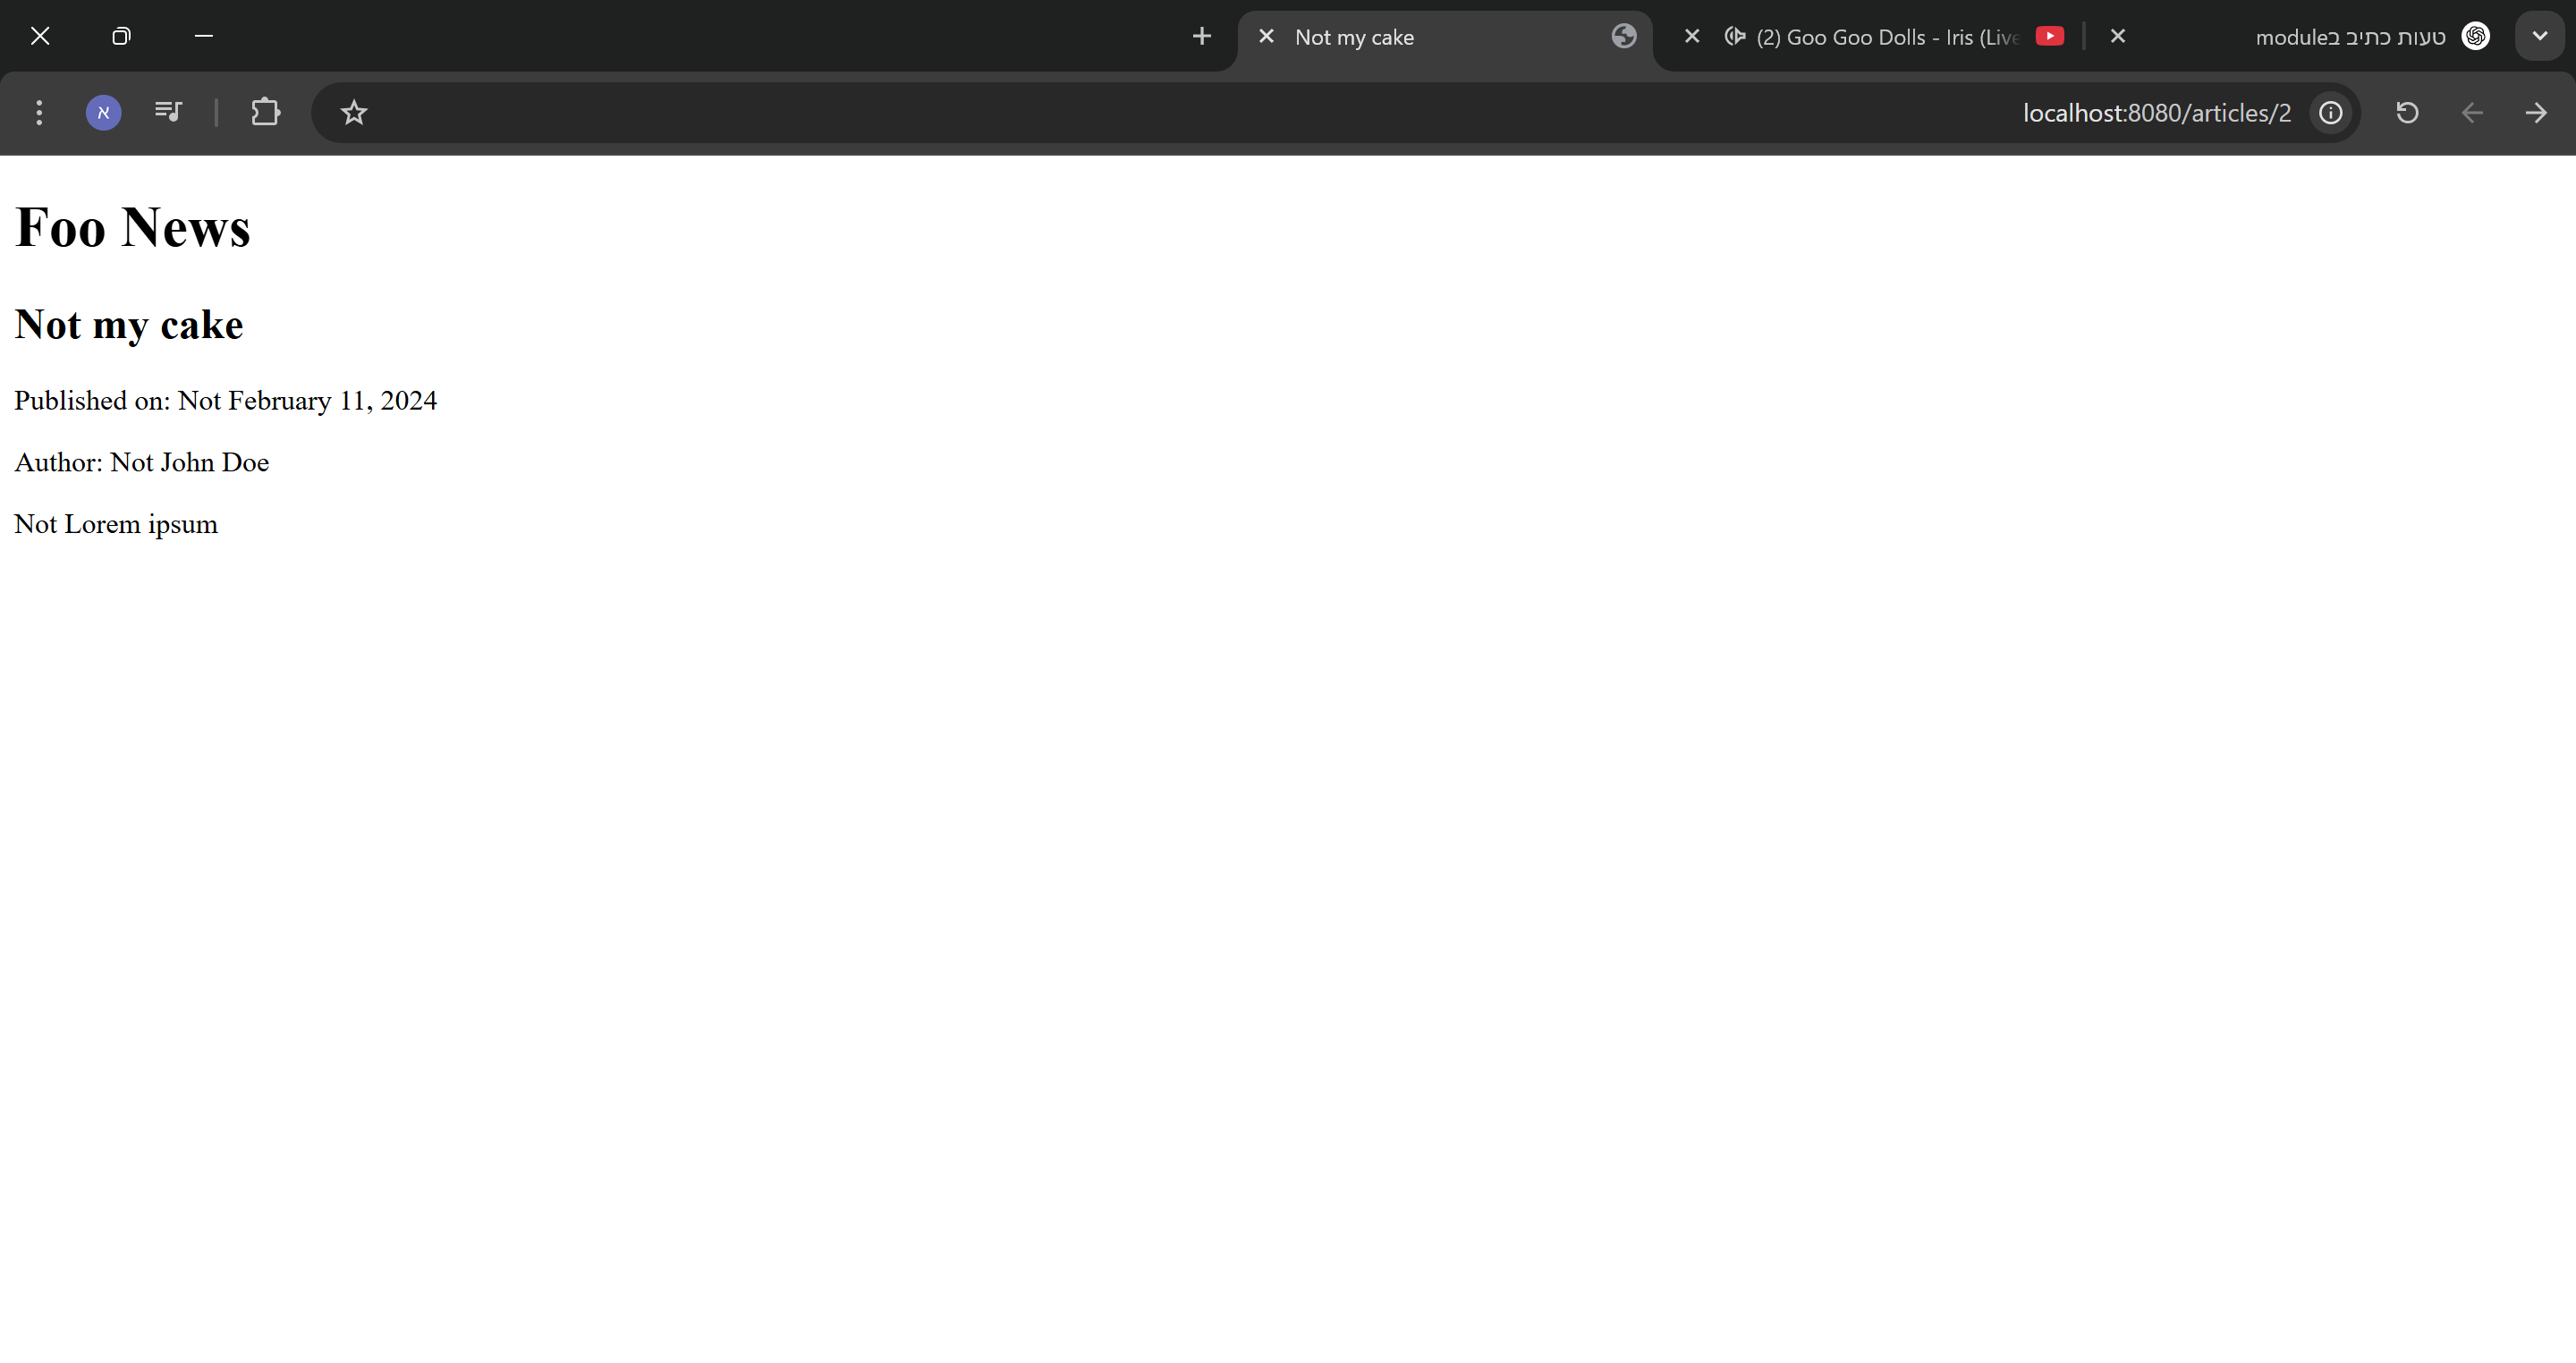 טעות כתיב בmodule
(2) Goo Goo Dolls - Iris (Live
Not my cake
localhost:8080/articles/2
א
Foo News
Not my cake
Published on: Not February 11, 2024
Author: Not John Doe
Not Lorem ipsum